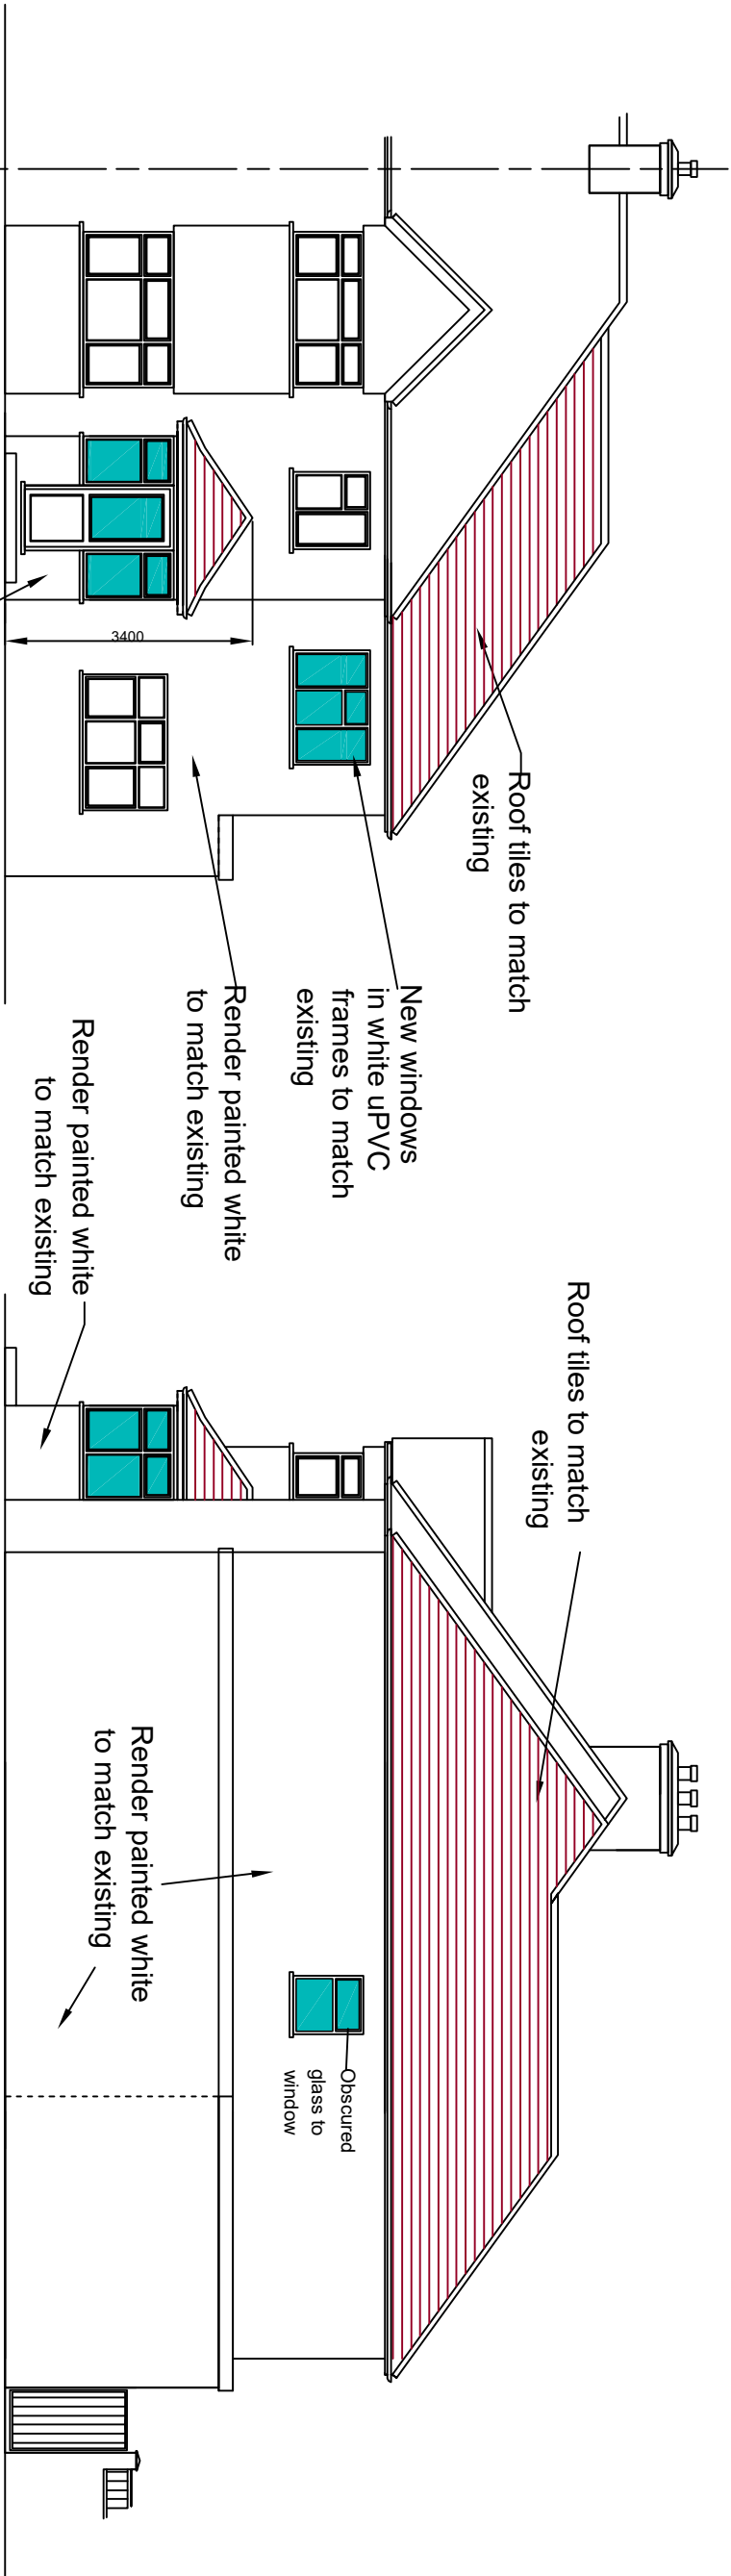 Roof tiles to match
existing
New windows
in white uPVC
frames to match
existing
Render painted white
to match existing
3400
Render painted white
to match existing
Roof tiles to match
existing
Render painted white
to match existing
Obscured
glass to
window